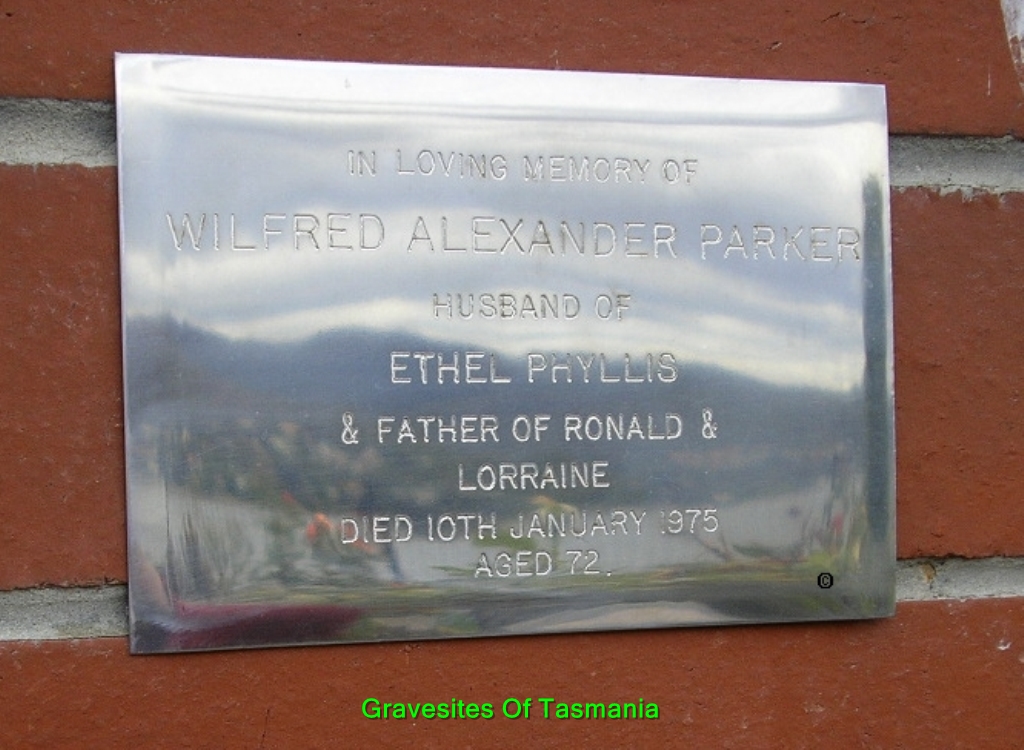 IN LOVING MEMORY OF
WILFRED ALEXANDER PARKER
HUSBAND OF
ETHEL PHYLLIS
& FATHER OF RONALD &
LORRAINE
DIED 10TH JANUARY 1975
AGED 72.
©
Gravesites Of Tasmania